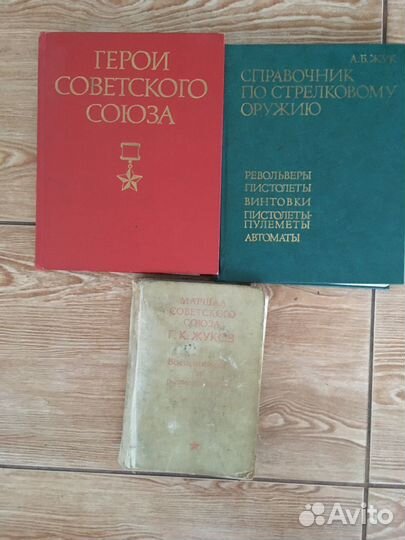 ГЕРОИ
СОВЕТСКОГО
СОЮЗА
А.Б. ЖУК
СПРАВОЧНИК
ПО СТРЕЛКОВОМУ
ОРУЖИЮ
РЕВОЛЬВЕРЫ
ПИСТОЛЕТЫ
ВИНТОВКИ
ПИСТОЛЕТЫ-
ПУЛЕМЕТЫ
АВТОМАТЫ
МАРШАЛ
СОВЕТСКОГО
СОЮЗА
Г. К. ЖУКОВ
Avito